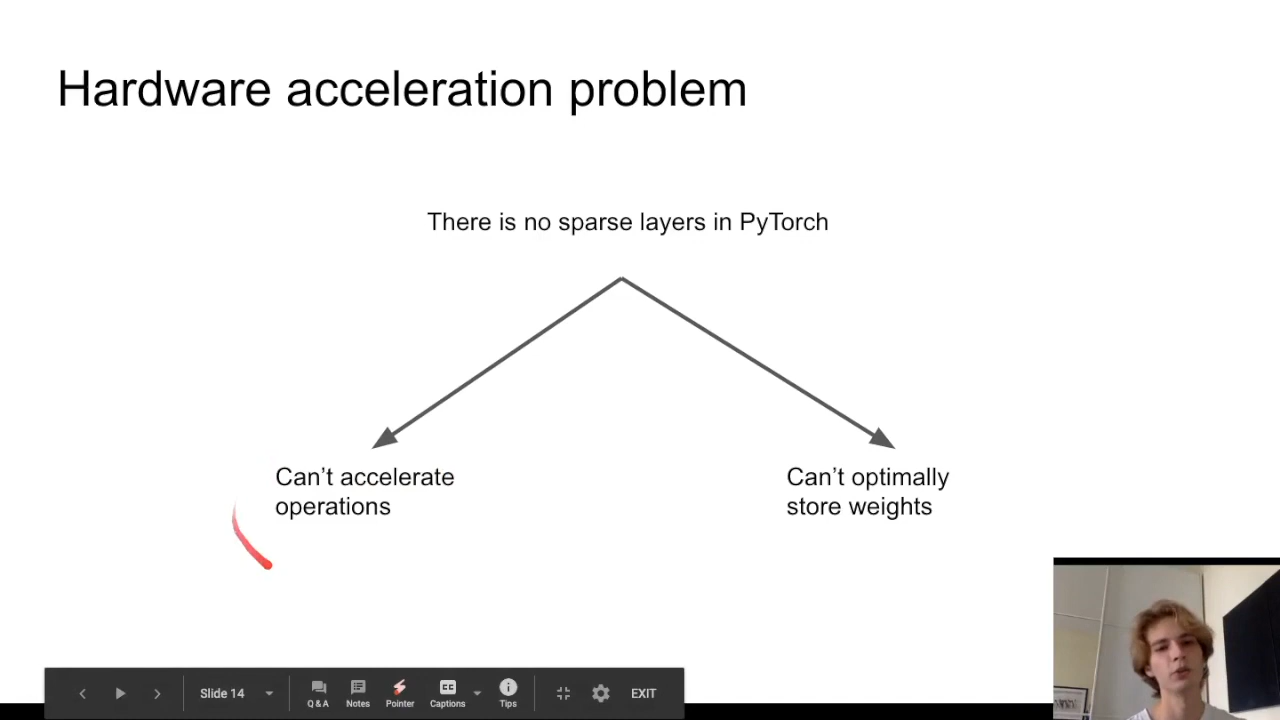 Hardware acceleration problem
There is no sparse layers in PyTorch
Can’t accelerate
operations
Can’t optimally
store weights
Slide 14
Q & A
Notes
Pointer
CC
Captions
Tips
EXIT